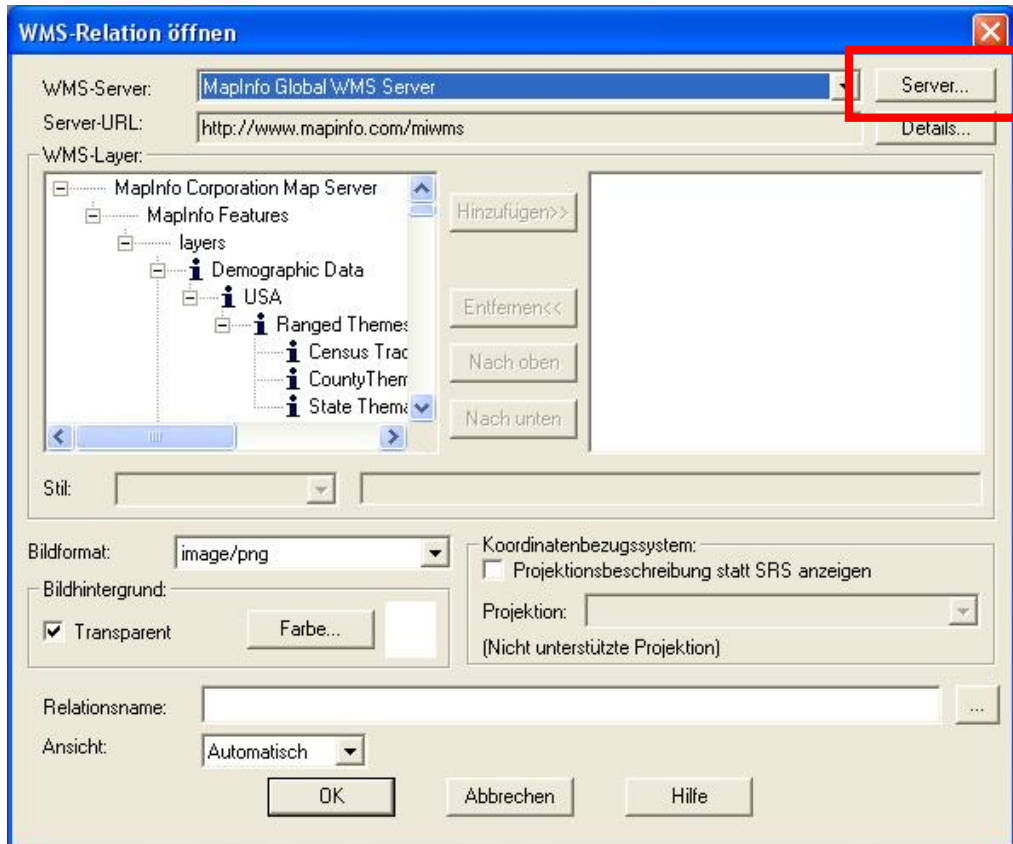 WMS-Relation öffnen
WMS-Server: MapInfo Global WMS Server Server...
Server-URL: http://www.mapinfo.com/miwms Details...
WMS-Layer:
MapInfo Corporation Map Server
MapInfo Features
layers
Demographic Data
USA
Ranged Themes
Census Trac
CountyThem
State Thema
Hinzufügen>>
Entfernen<<
Nach oben
Nach unten
Stil:
Bildformat: image/png
Bildhintergrund:
Transparent Farbe...
Koordinatenbezugssystem:
Projektionsbeschreibung statt SRS anzeigen
Projektion:
(Nicht unterstützte Projektion)
Relationsname: ...
Ansicht: Automatisch
OK Abbrechen Hilfe